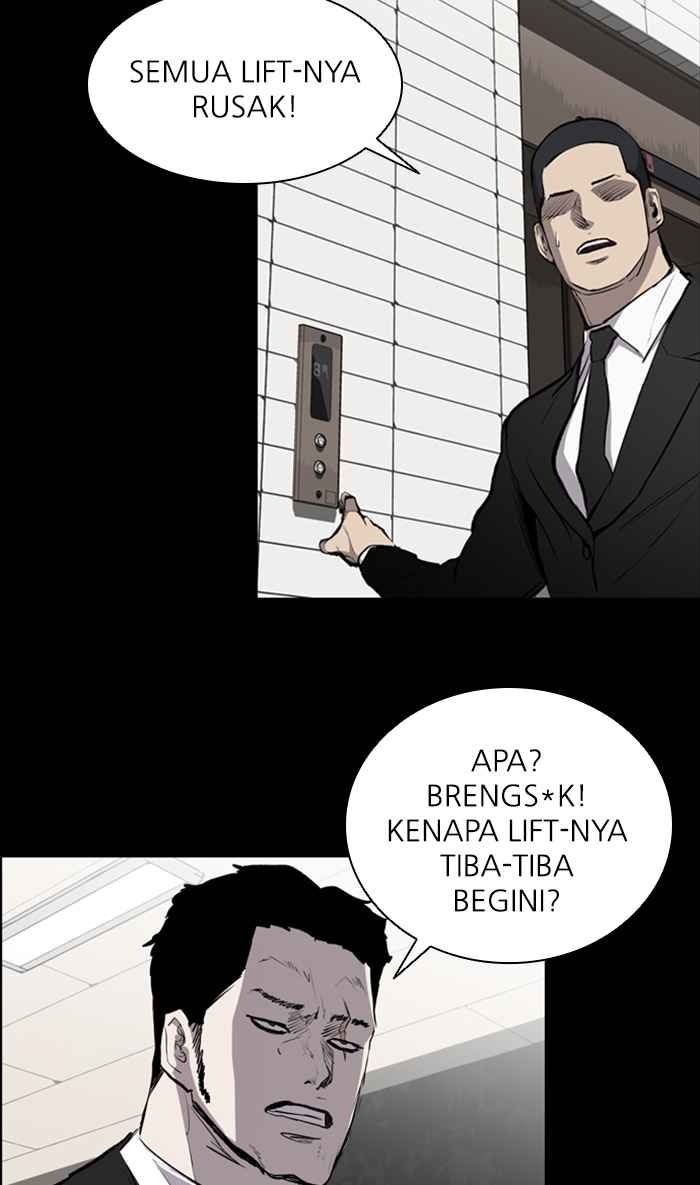 SEMUA LIFT-NYA
RUSAK!
APA?
BRENGS*K!
KENAPA LIFT-NYA
TIBA-TIBA
BEGINI?